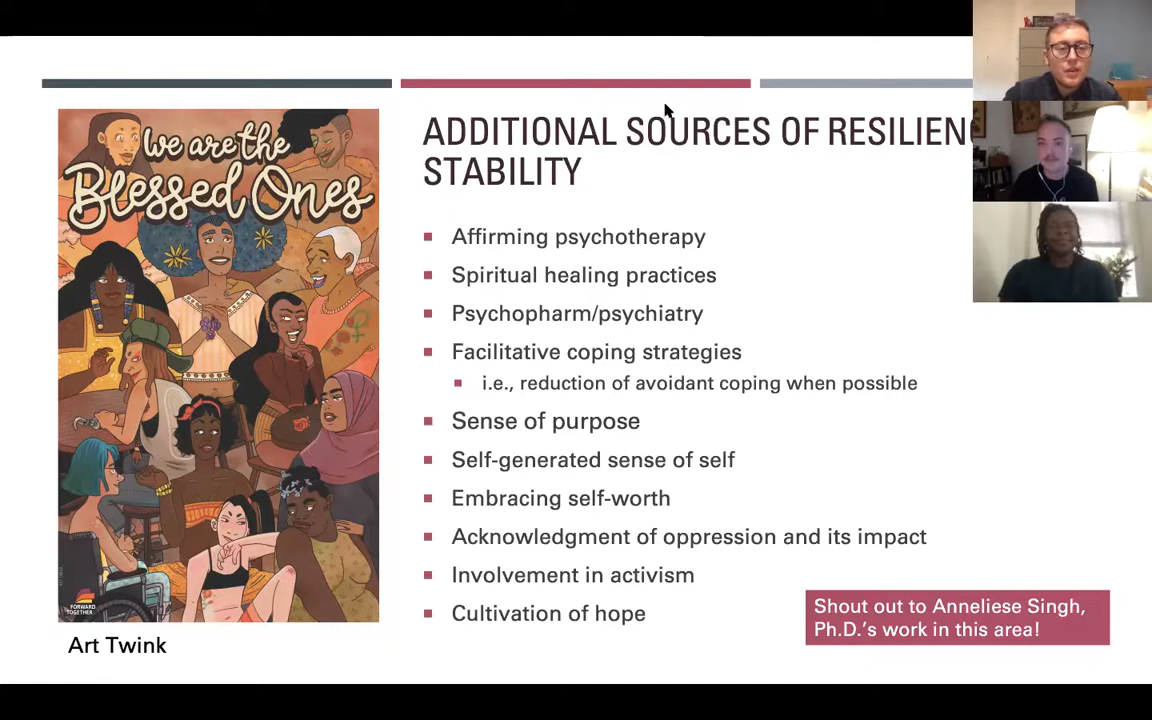 we are the
Blessed Ones
FORWARD
TOGETHER
Art Twink
ADDITIONAL SOURCES OF RESILIEN
STABILITY
Affirming psychotherapy
Spiritual healing practices
Psychopharm/psychiatry
Facilitative coping strategies
i.e., reduction of avoidant coping when possible
Sense of purpose
Self-generated sense of self
Embracing self-worth
Acknowledgment of oppression and its impact
Involvement in activism
Cultivation of hope
Shout out to Anneliese Singh,
Ph.D.'s work in this area!